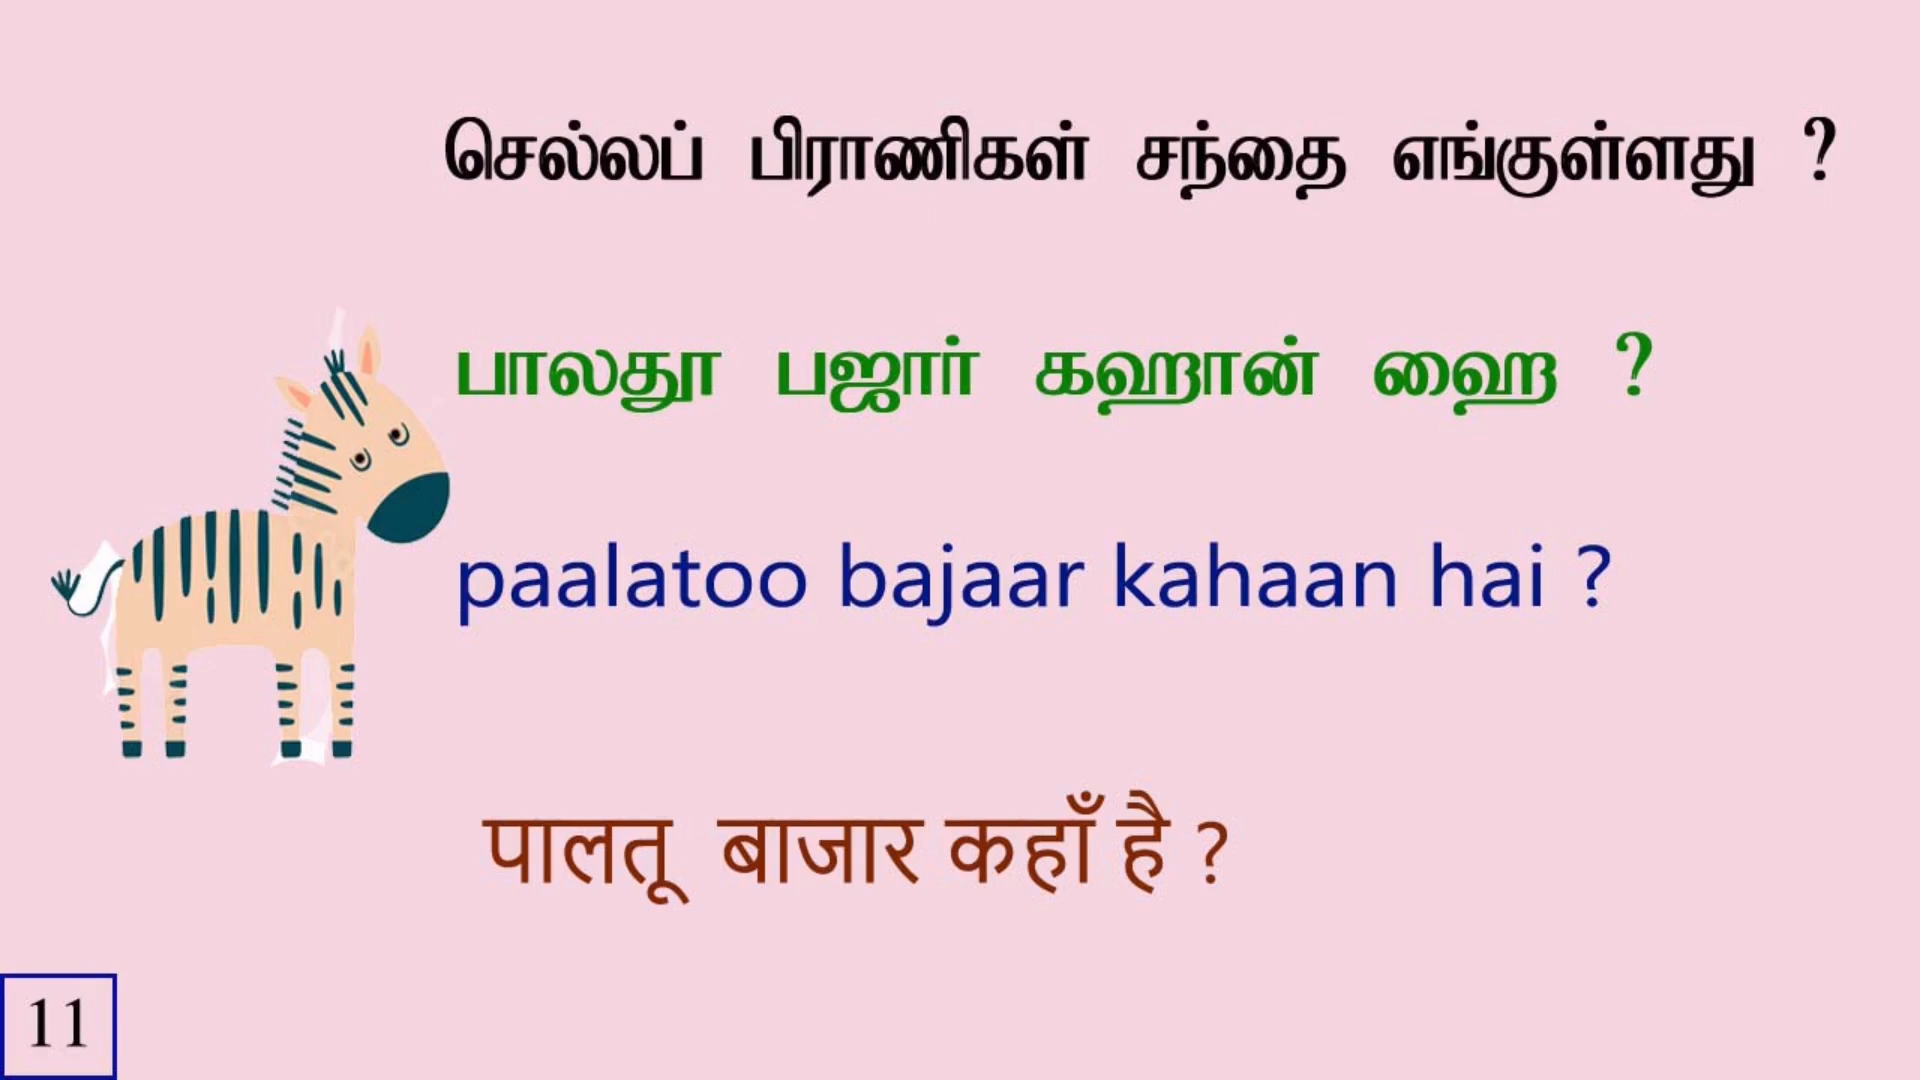 செல்லப் பிராணிகள் சந்தை எங்குள்ளது ?
பாலதூ பஜார் கஹான் ஹை ?
paalatoo bajaar kahaan hai ?
पालतू बाजार कहाँ है ?
11